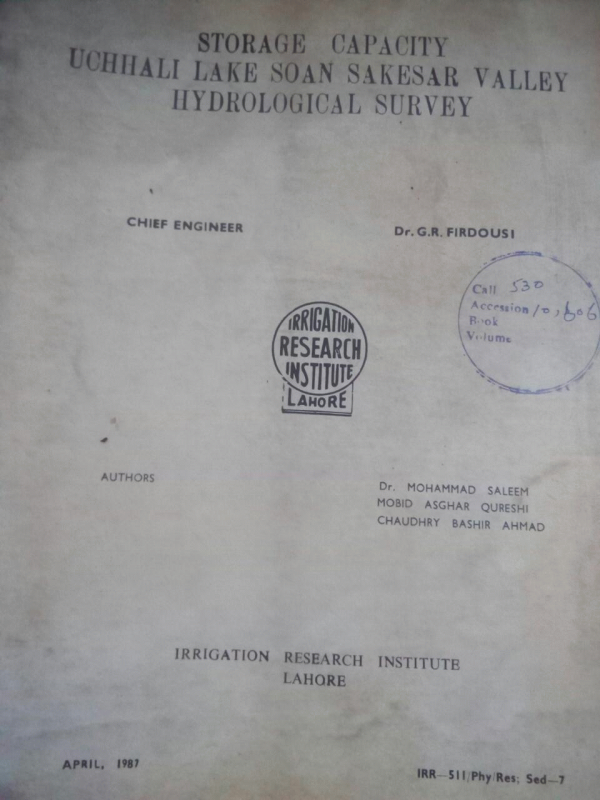 STORAGE CAPACITY
UCHHALI LAKE SOAN SAKESAR VALLEY
HYDROLOGICAL SURVEY
CHIEF ENGINEER
Dr. G.R. FIRDOUSI
Call 530
Accession 10,606
Book
Volume
IRRIGATION
RESEARCH
INSTITUTE
LAHORE
AUTHORS
Dr. MOHAMMAD SALEEM
MOBID ASGHAR QURESHI
CHAUDHRY BASHIR AHMAD
IRRIGATION RESEARCH INSTITUTE
LAHORE
APRIL, 1987
IRR—511/Phy/Res; Sed—7